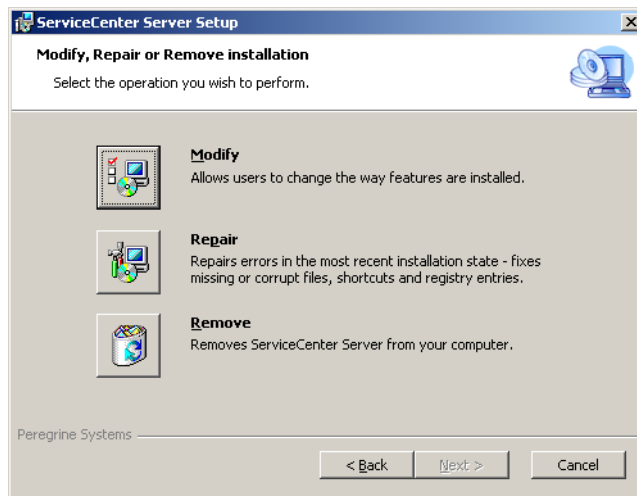 ServiceCenter Server Setup
Modify, Repair or Remove installation
Select the operation you wish to perform.
Modify
Allows users to change the way features are installed.
Repair
Repairs errors in the most recent installation state - fixes
missing or corrupt files, shortcuts and registry entries.
Remove
Removes ServiceCenter Server from your computer.
Peregrine Systems
< Back
Next >
Cancel